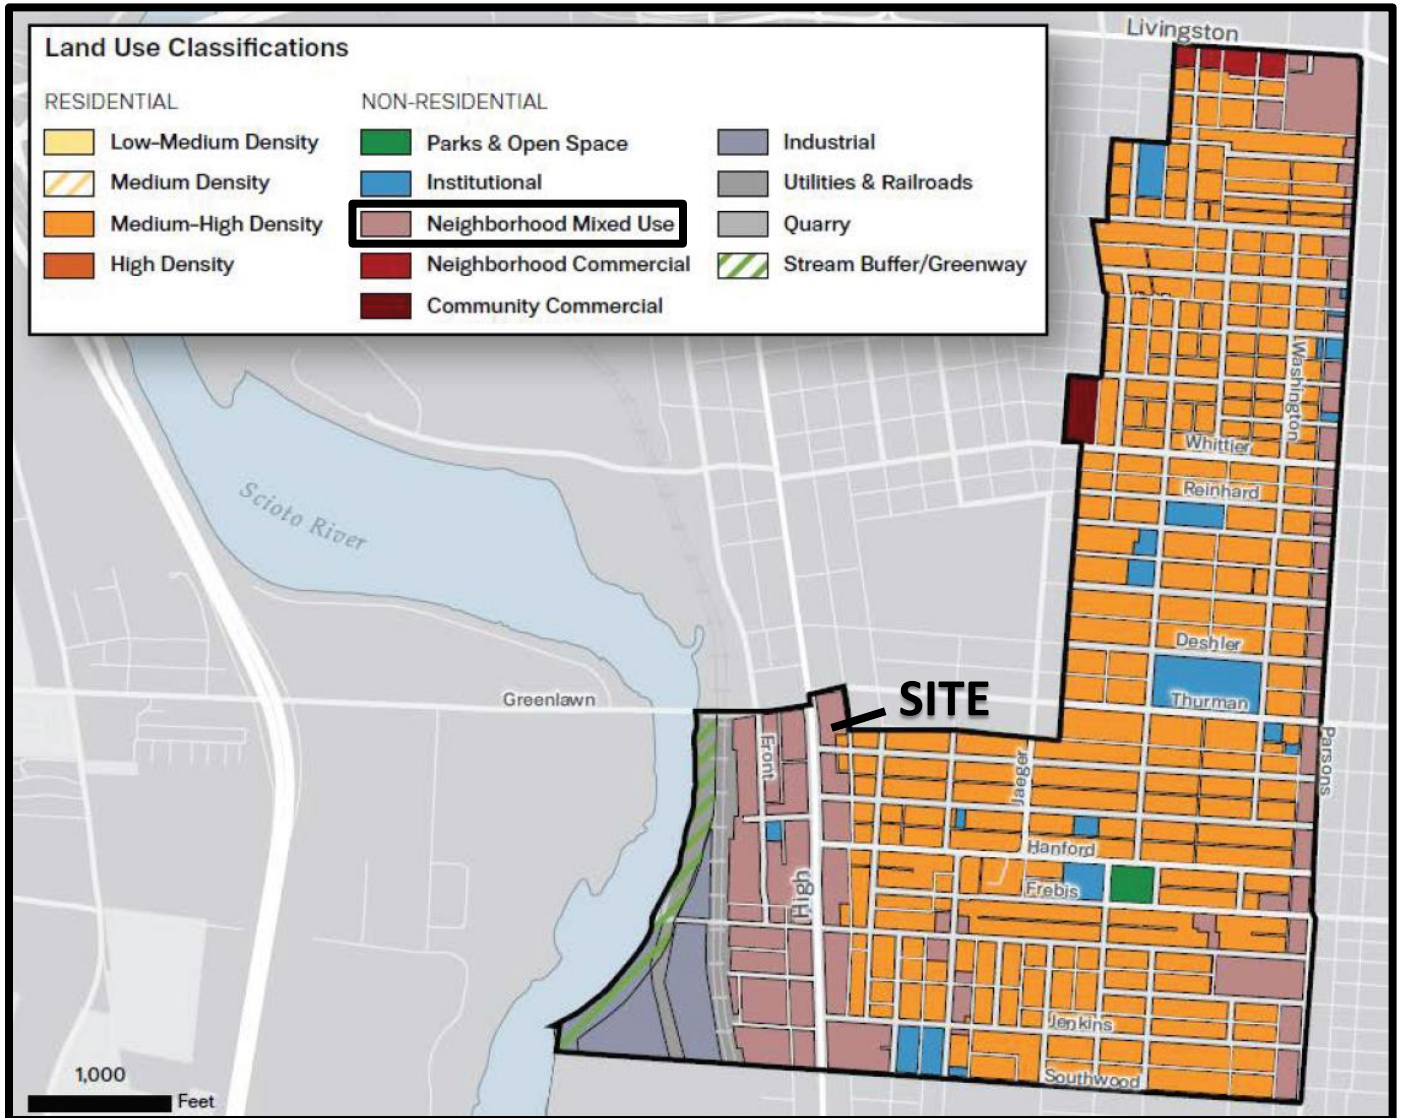 Land Use Classifications
RESIDENTIAL
Low-Medium Density
Medium Density
Medium-High Density
High Density
NON-RESIDENTIAL
Parks & Open Space
Institutional
Neighborhood Mixed Use
Neighborhood Commercial
Community Commercial
Industrial
Utilities & Railroads
Quarry
Stream Buffer/Greenway
Livingston
Washington
Whittier
Reinhard
Scioto River
Deshler
Thurman
Greenlawn
SITE
Front
Jaeger
Parsons
Hanford
Frebis
High
Jenkins
Southwood
1,000
Feet